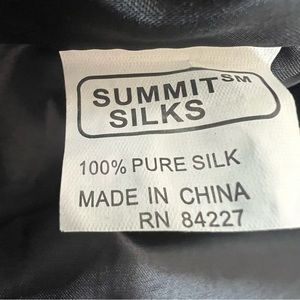 SUMMIT℠
SILKS
100% PURE SILK
MADE IN CHINA
RN 84227